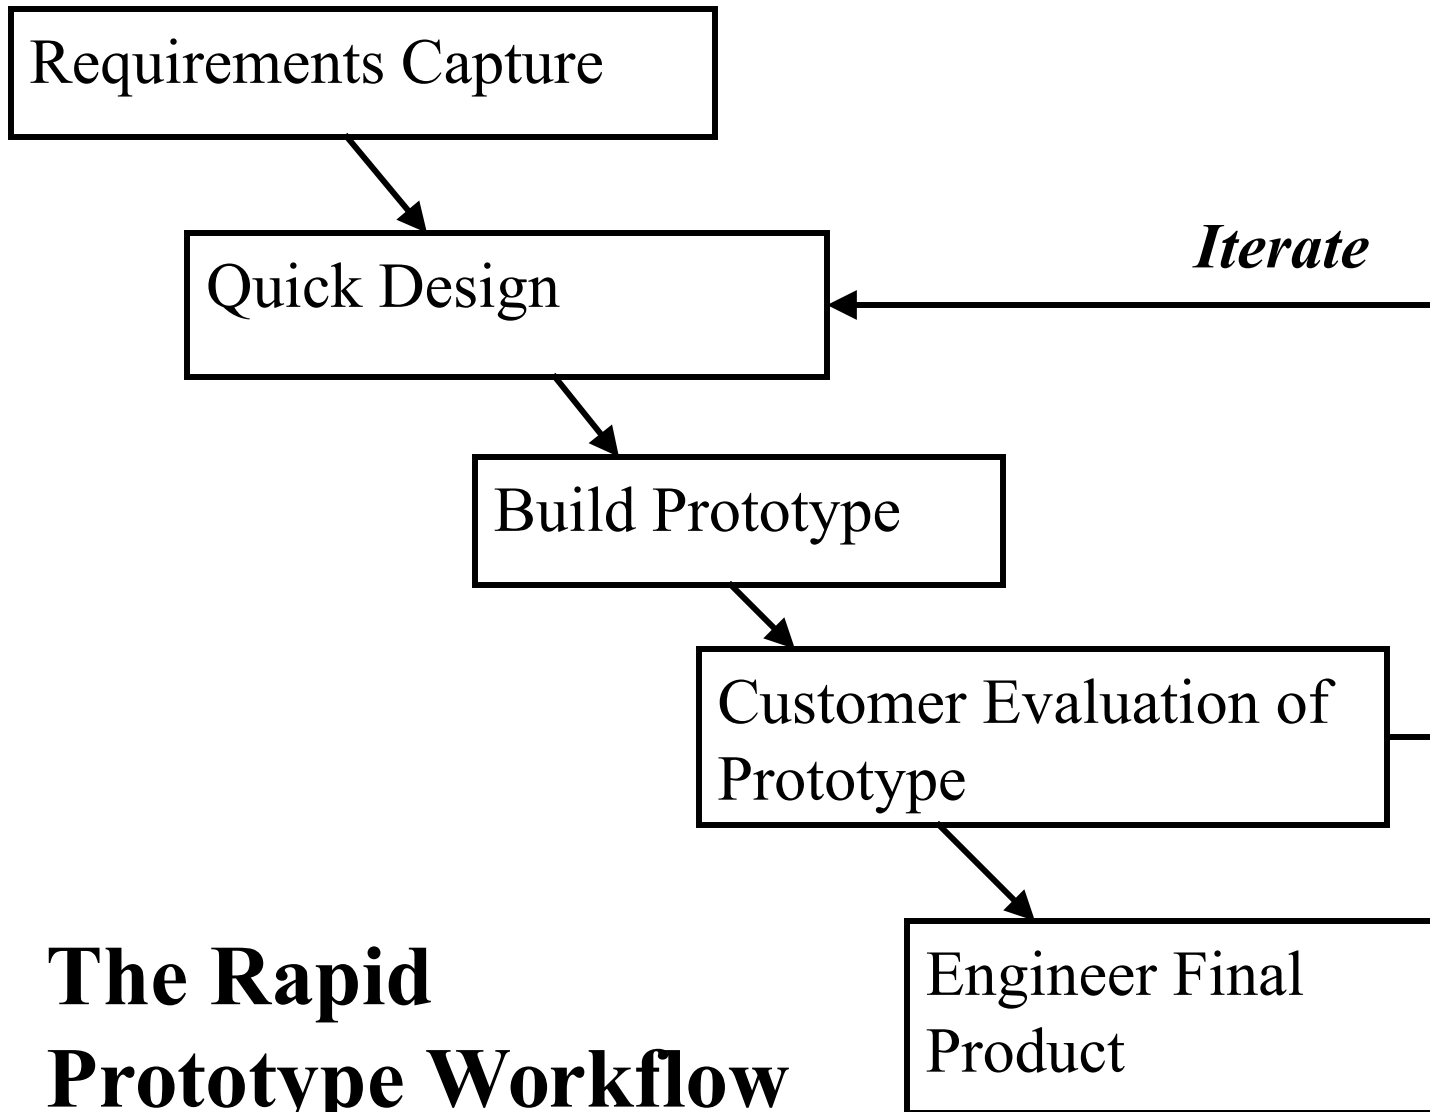 Requirements Capture
Iterate
Quick Design
Build Prototype
Customer Evaluation of
Prototype
The Rapid
Prototype Workflow
Engineer Final
Product